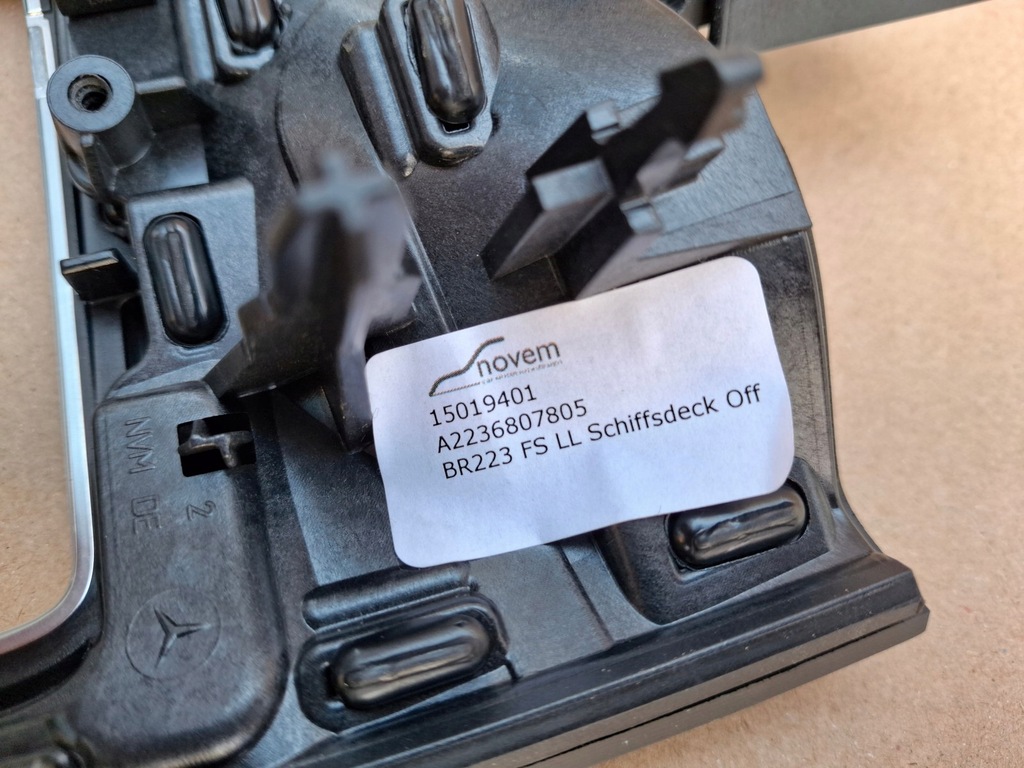 novem
15019401
A2236807805
BR223 FS LL Schiffsdeck Off
NVM DE
2